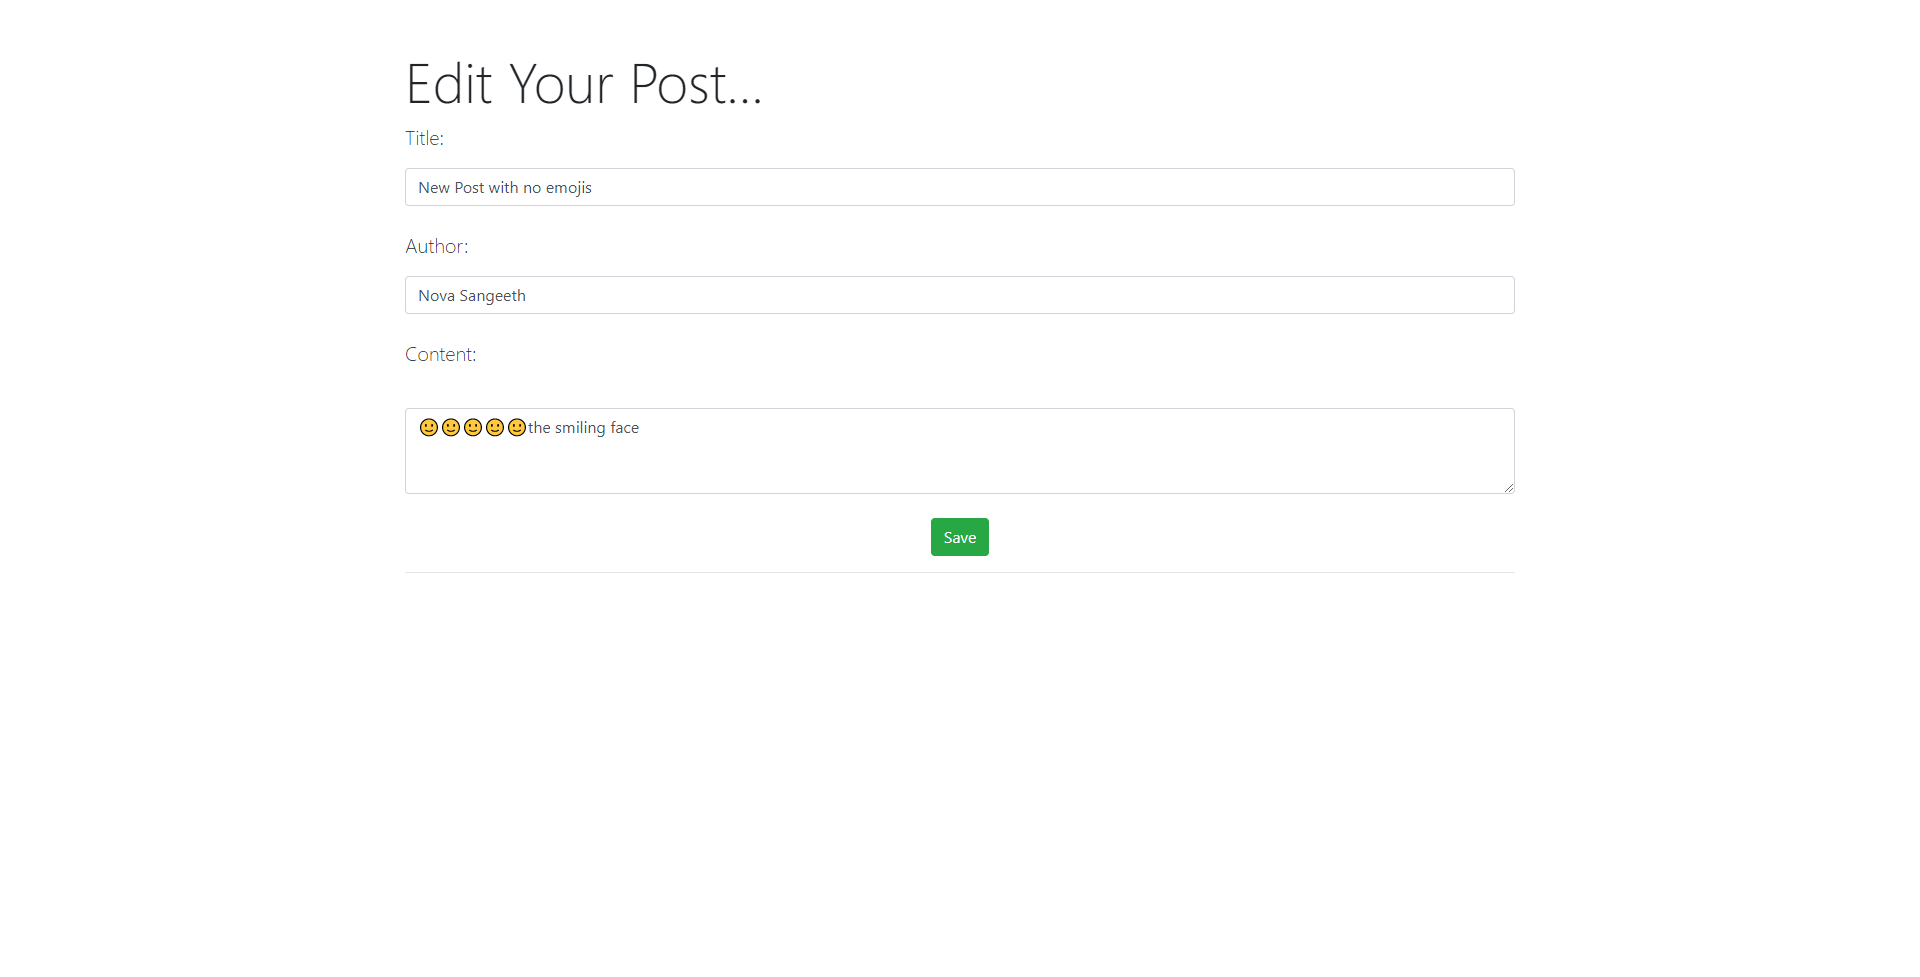 Edit Your Post...
Title:
New Post with no emojis
Author:
Nova Sangeeth
Content:
🙂🙂🙂🙂🙂the smiling face
Save